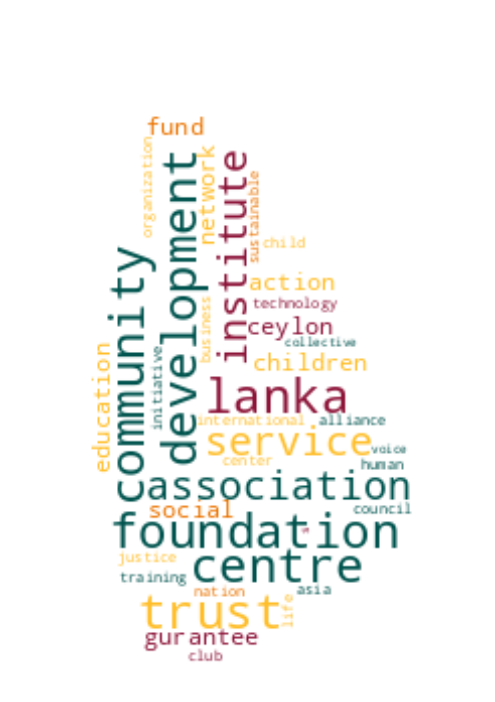 fund
organization
development
network
institute
sustainable
child
community
action
technology
business
ceylon
collective
education
initiative
children
lanka
international
alliance
service
voice
center
human
association
social
council
foundation
justice
centre
training
nation
asia
trust
life
gurantee
club